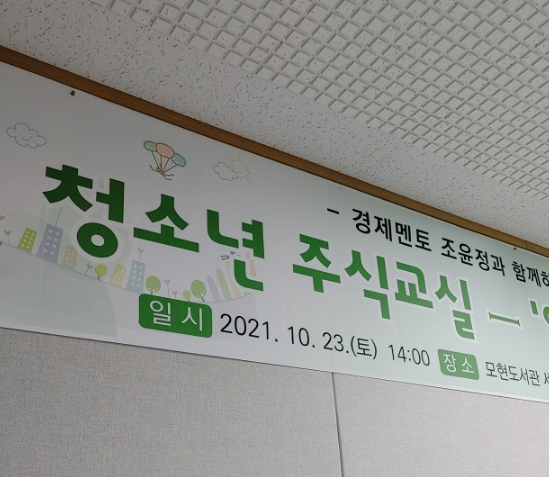 - 경제멘토 조윤정과 함께하
청소년 주식교실 –
일시 2021. 10. 23.(토) 14:00 장소 모현도서관